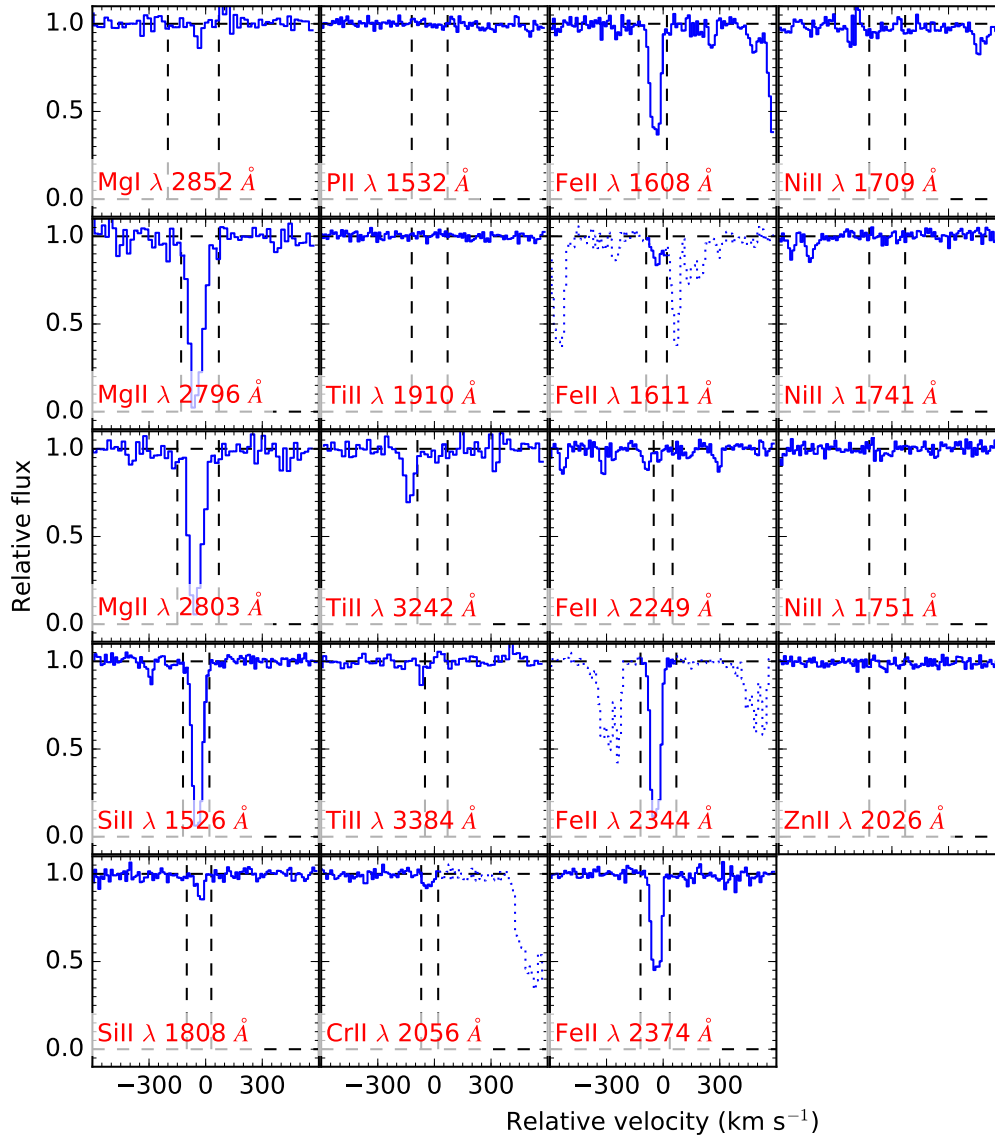 1.0
0.5
0.0
MgI λ 2852 Å
PII λ 1532 Å
FeII λ 1608 Å
NiII λ 1709 Å
1.0
0.5
0.0
MgII λ 2796 Å
TiII λ 1910 Å
FeII λ 1611 Å
NiII λ 1741 Å
1.0
0.5
0.0
MgII λ 2803 Å
TiII λ 3242 Å
FeII λ 2249 Å
NiII λ 1751 Å
1.0
0.5
0.0
SiII λ 1526 Å
TiII λ 3384 Å
FeII λ 2344 Å
ZnII λ 2026 Å
1.0
0.5
0.0
SiII λ 1808 Å
CrII λ 2056 Å
FeII λ 2374 Å
−300 0 300 −300 0 300 −300 0 300
Relative velocity (km s⁻¹)
Relative flux